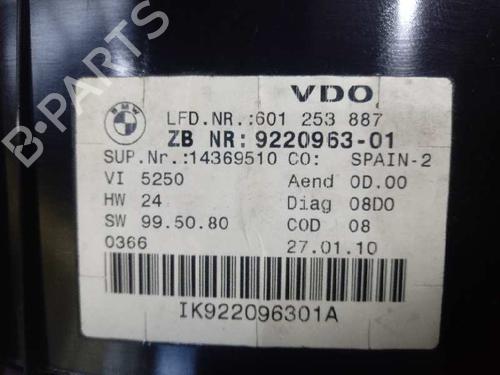 B-PARTS
VDO
BMW
LFD.NR.:601 253 887
ZB NR: 9220963-01
SUP.Nr.:14369510 CO: SPAIN-2
VI 5250 Aend 0D.00
HW 24 Diag 08D0
SW 99.50.80 COD 08
0366 27.01.10
IK922096301A